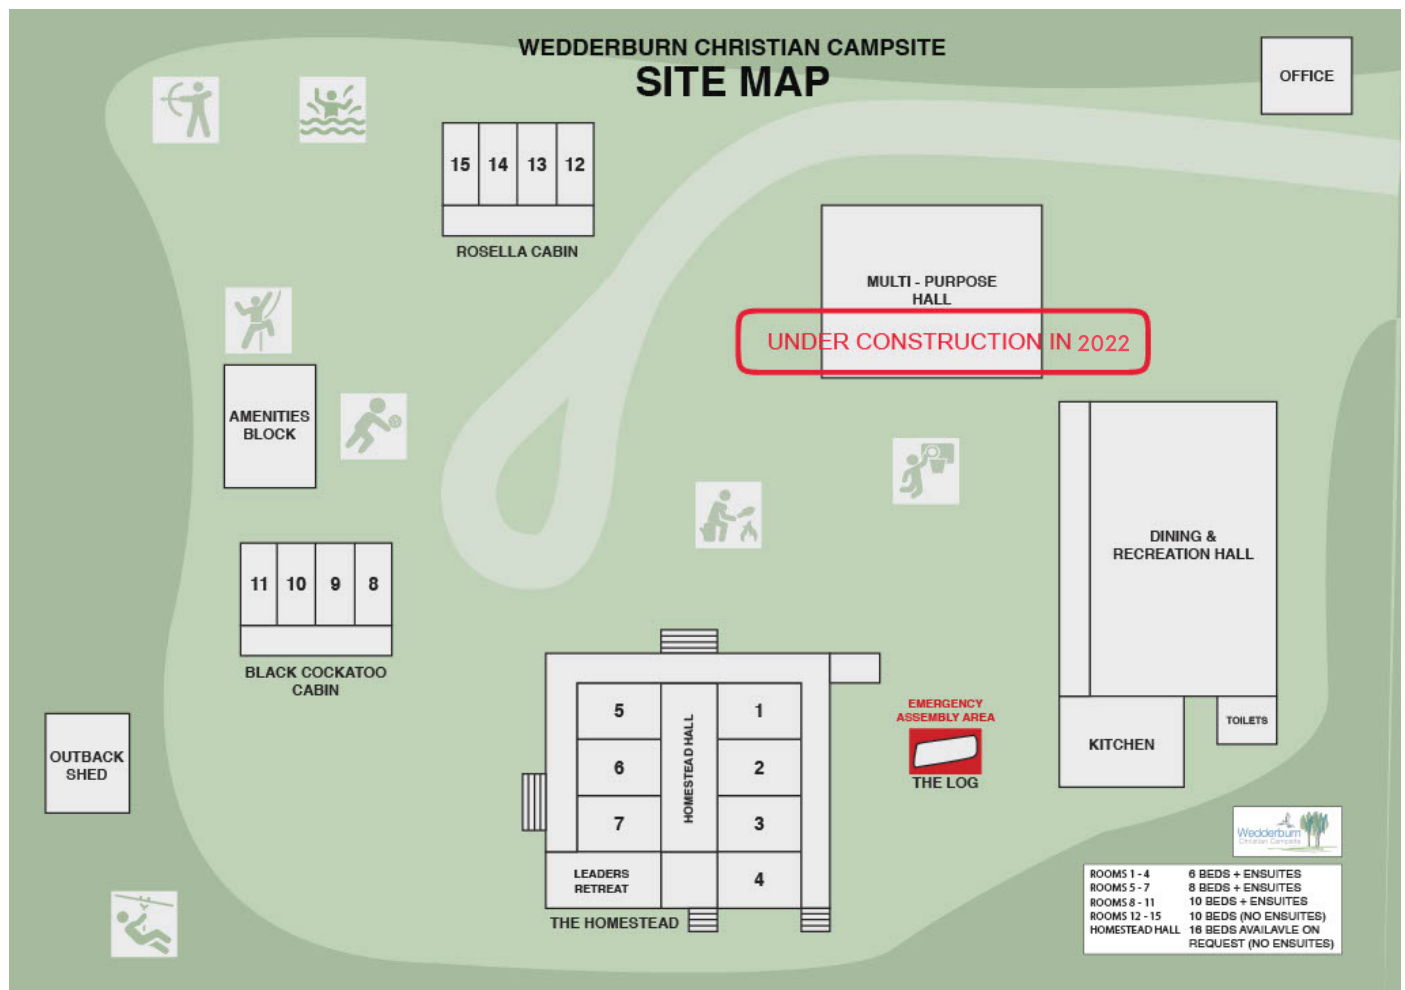 WEDDERBURN CHRISTIAN CAMPSITE
SITE MAP
OFFICE
15 14 13 12
ROSELLA CABIN
MULTI - PURPOSE
HALL
UNDER CONSTRUCTION IN 2022
AMENITIES
BLOCK
DINING &
RECREATION HALL
11 10 9 8
BLACK COCKATOO
CABIN
OUTBACK
SHED
5
6
7
HOMESTEAD HALL
1
2
3
4
LEADERS
RETREAT
THE HOMESTEAD
EMERGENCY
ASSEMBLY AREA
THE LOG
KITCHEN
TOILETS
Wedderburn
Christian Campsite
ROOMS 1 - 4 6 BEDS + ENSUITES
ROOMS 5 - 7 8 BEDS + ENSUITES
ROOMS 8 - 11 10 BEDS + ENSUITES
ROOMS 12 - 15 10 BEDS (NO ENSUITES)
HOMESTEAD HALL 16 BEDS AVAILAVLE ON
REQUEST (NO ENSUITES)